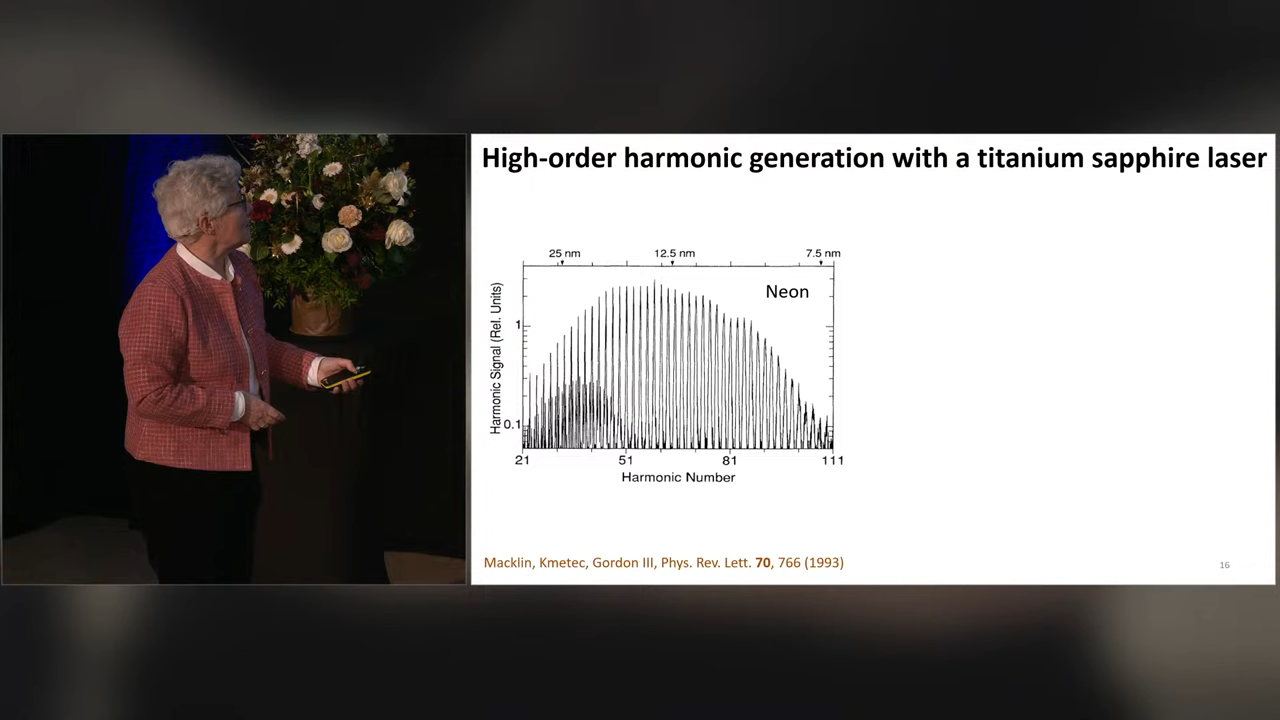 High-order harmonic generation with a titanium sapphire laser
25 nm 12.5 nm 7.5 nm
Neon
Harmonic Signal (Rel. Units)
1
0.1
21 51 81 111
Harmonic Number
Macklin, Kmetec, Gordon III, Phys. Rev. Lett. 70, 766 (1993)
16